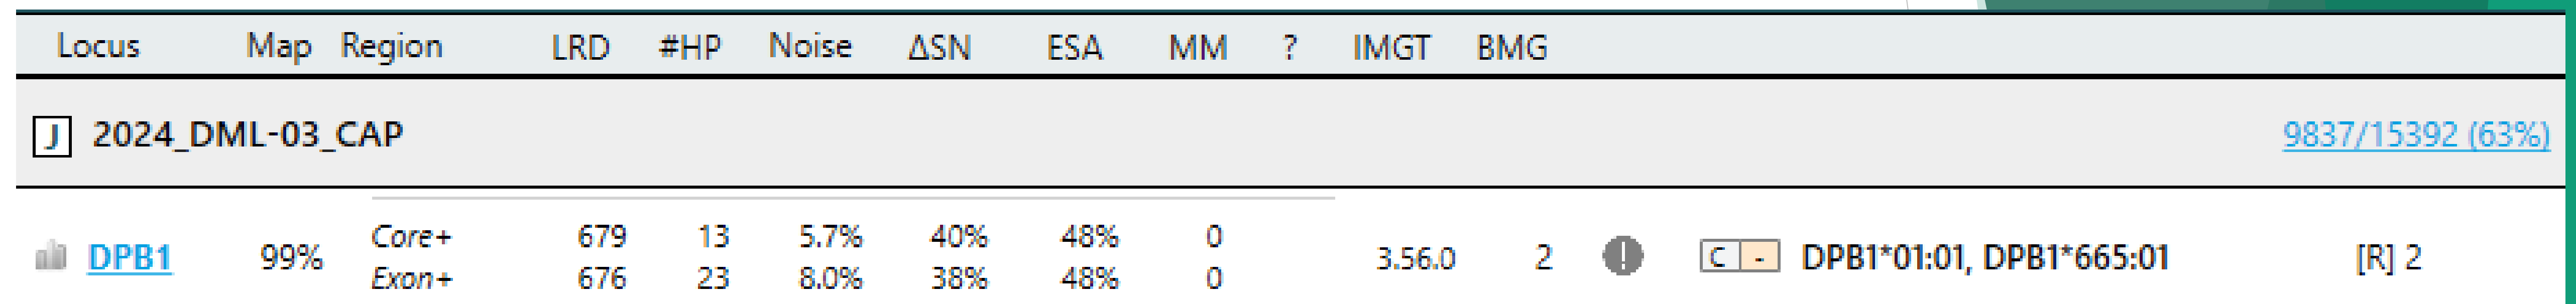 Locus Map Region LRD #HP Noise ΔSN ESA MM ? IMGT BMG
J 2024_DML-03_CAP 9837/15392 (63%)
Core+ 679 13 5.7% 40% 48% 0
DPB1 99% 3.56.0 2 ! C - DPB1*01:01, DPB1*665:01 [R] 2
Exon+ 676 23 8.0% 38% 48% 0